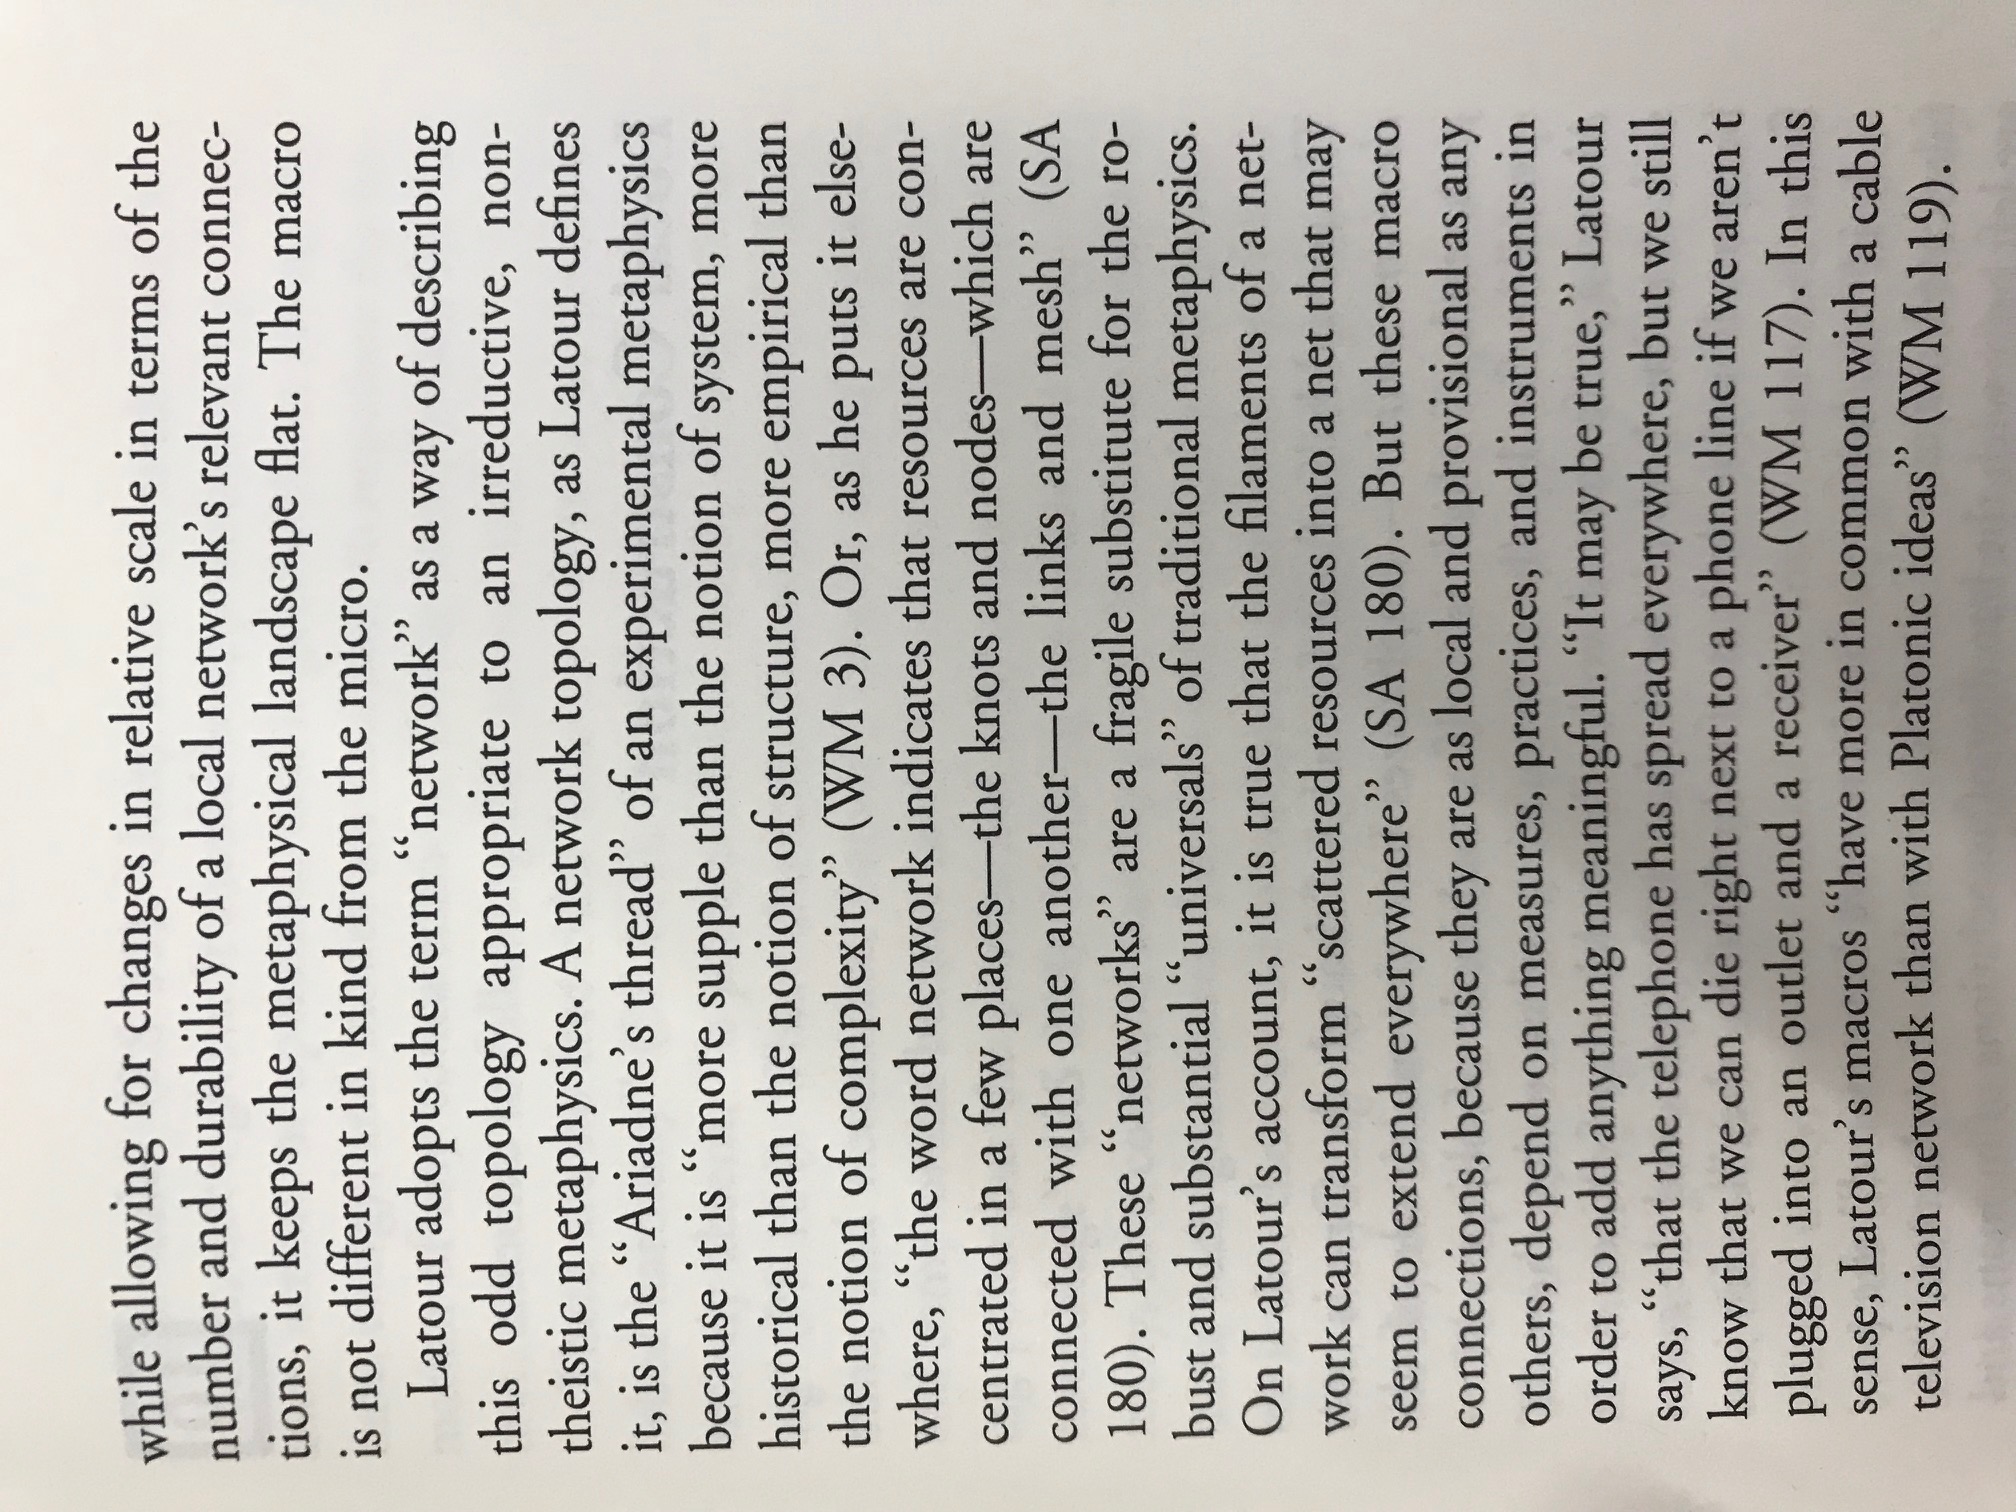 while allowing for changes in relative scale in terms of the
number and durability of a local network’s relevant connec-
tions, it keeps the metaphysical landscape flat. The macro
is not different in kind from the micro.
Latour adopts the term “network” as a way of describing
this odd topology appropriate to an irreductive, non-
theistic metaphysics. A network topology, as Latour defines
it, is the “Ariadne’s thread” of an experimental metaphysics
because it is “more supple than the notion of system, more
historical than the notion of structure, more empirical than
the notion of complexity” (WM 3). Or, as he puts it else-
where, “the word network indicates that resources are con-
centrated in a few places—the knots and nodes—which are
connected with one another—the links and mesh” (SA
180). These “networks” are a fragile substitute for the ro-
bust and substantial “universals” of traditional metaphysics.
On Latour’s account, it is true that the filaments of a net-
work can transform “scattered resources into a net that may
seem to extend everywhere” (SA 180). But these macro
connections, because they are as local and provisional as any
others, depend on measures, practices, and instruments in
order to add anything meaningful. “It may be true,” Latour
says, “that the telephone has spread everywhere, but we still
know that we can die right next to a phone line if we aren’t
plugged into an outlet and a receiver” (WM 117). In this
sense, Latour’s macros “have more in common with a cable
television network than with Platonic ideas” (WM 119).